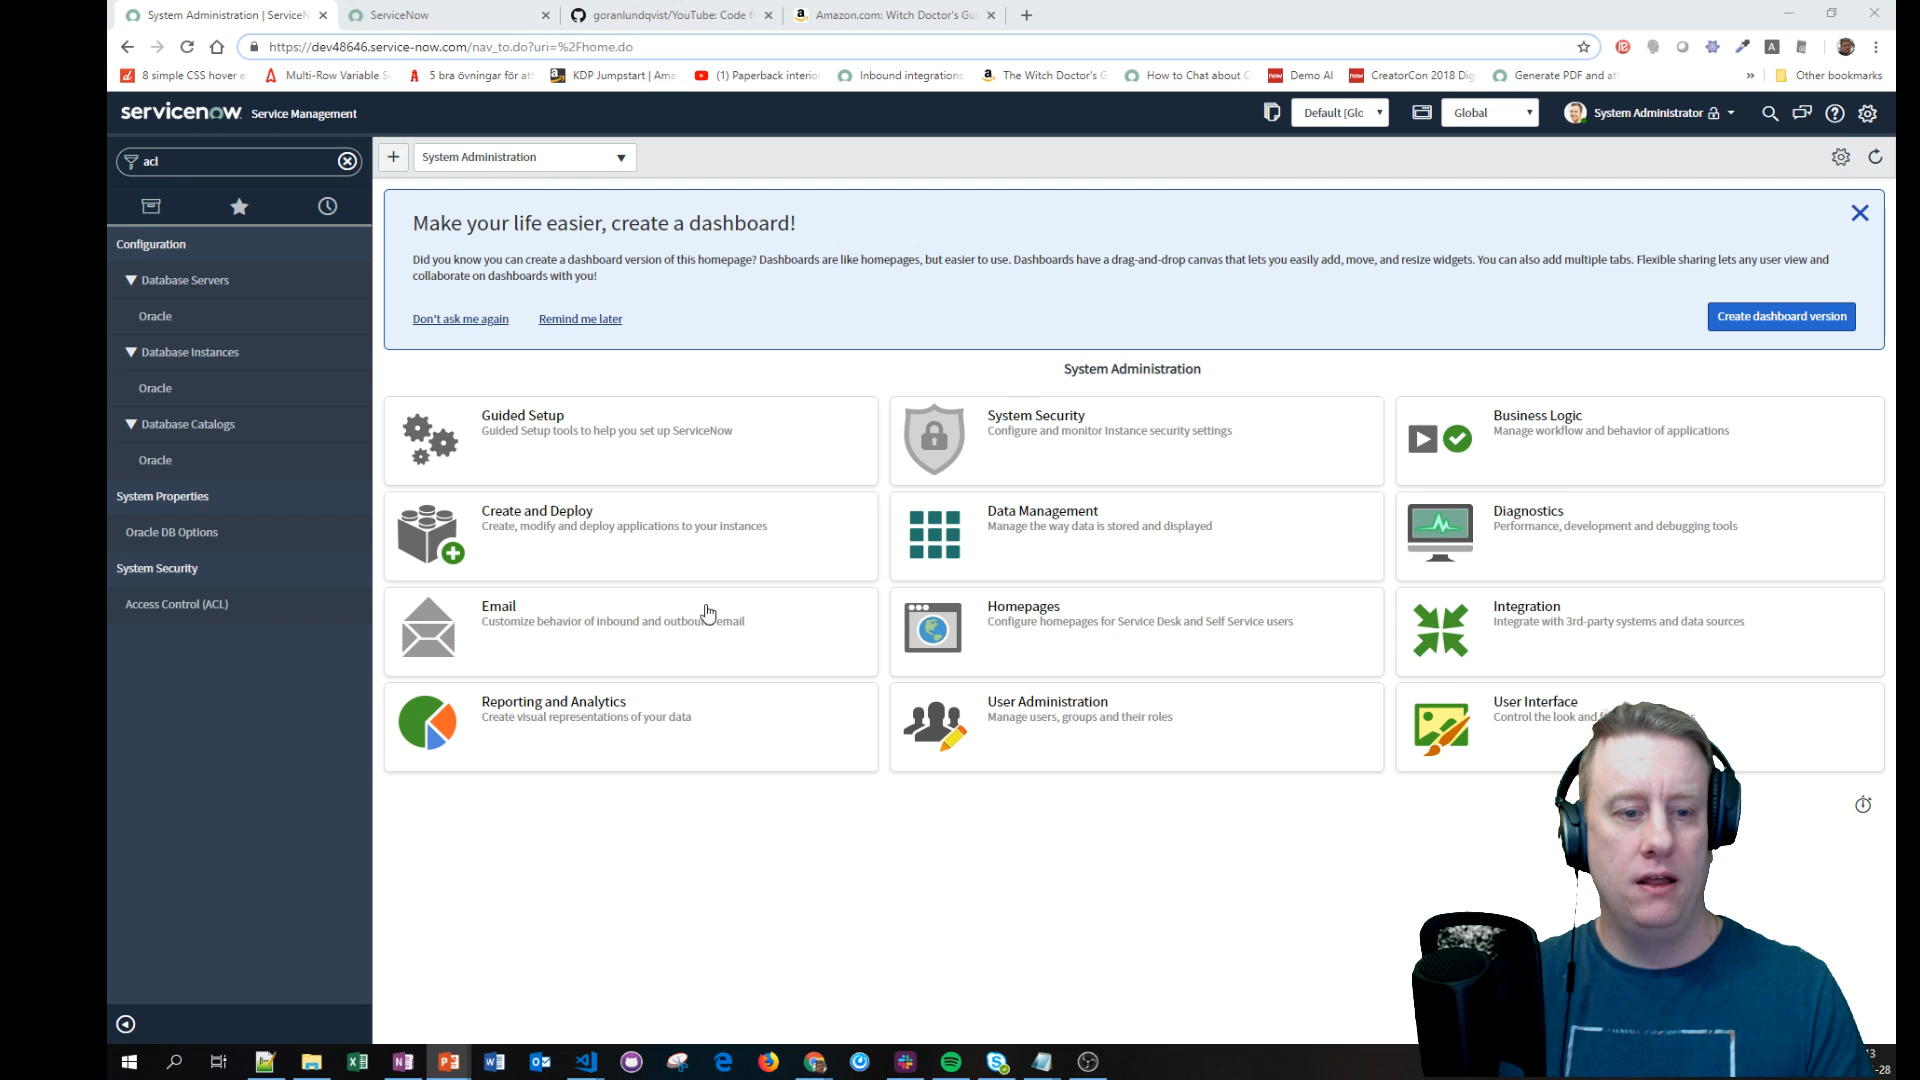 System Administration | ServiceN
ServiceNow
goranlundqvist/YouTube: Code f
Amazon.com: Witch Doctor's Gui
https://dev48646.service-now.com/nav_to.do?uri=%2Fhome.do
8 simple CSS hover e
Multi-Row Variable S
5 bra övningar för at
KDP Jumpstart | Ama
(1) Paperback interio
Inbound integrations
The Witch Doctor's G
How to Chat about C
now
Demo AI
now
CreatorCon 2018 Dig
Generate PDF and at
»
Other bookmarks
servicenow Service Management
Default [Glo
Global
System Administrator
acl
System Administration
Configuration
Database Servers
Oracle
Database Instances
Oracle
Database Catalogs
Oracle
System Properties
Oracle DB Options
System Security
Access Control (ACL)
Make your life easier, create a dashboard!
Did you know you can create a dashboard version of this homepage? Dashboards are like homepages, but easier to use. Dashboards have a drag-and-drop canvas that lets you easily add, move, and resize widgets. You can also add multiple tabs. Flexible sharing lets any user view and
collaborate on dashboards with you!
Don't ask me again
Remind me later
Create dashboard version
System Administration
Guided Setup
Guided Setup tools to help you set up ServiceNow
System Security
Configure and monitor Instance security settings
Business Logic
Manage workflow and behavior of applications
Create and Deploy
Create, modify and deploy applications to your instances
Data Management
Manage the way data is stored and displayed
Diagnostics
Performance, development and debugging tools
Email
Customize behavior of inbound and outbound email
Homepages
Configure homepages for Service Desk and Self Service users
Integration
Integrate with 3rd-party systems and data sources
Reporting and Analytics
Create visual representations of your data
User Administration
Manage users, groups and their roles
User Interface
Control the look and
13
-28